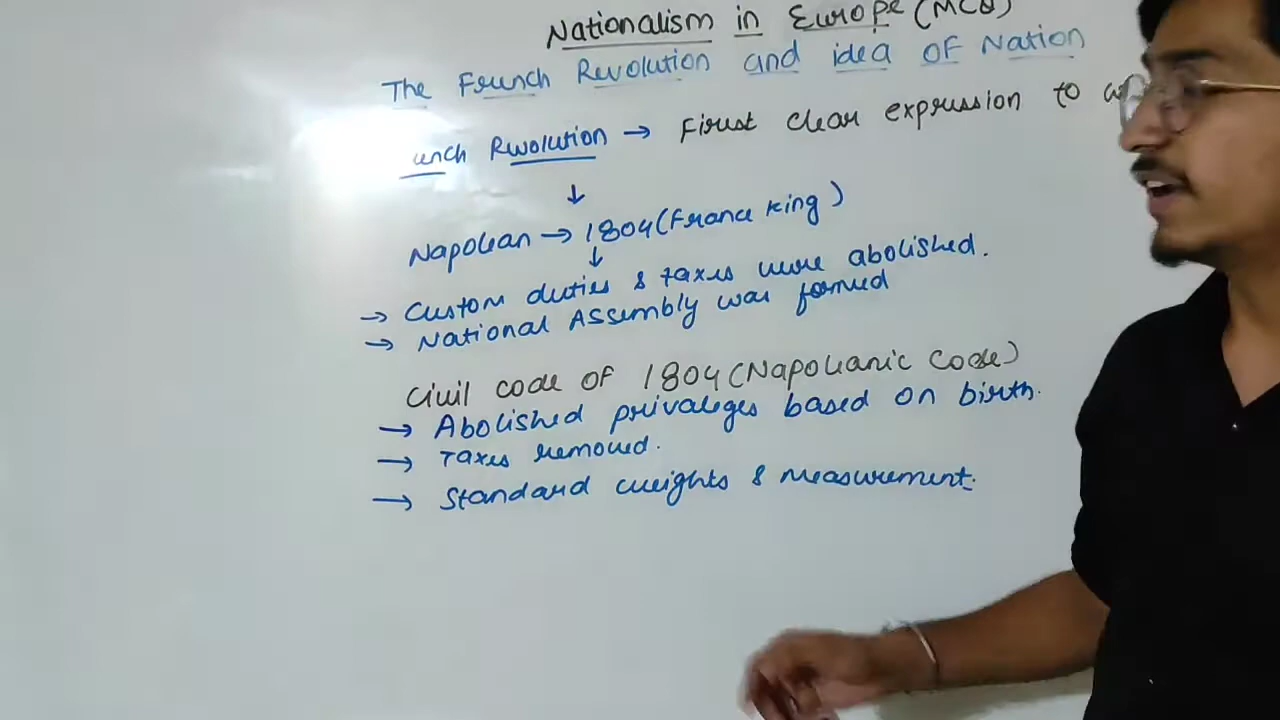 Nationalism in Europe (MCQ)
The French Revolution and idea of Nation
unch Revolution → First clear expression to
↓
Napolean → 1804 (France King)
↓
→ Custom duties & taxes were abolished.
→ National Assembly was formed
Civil code of 1804 (Napoleanic Code)
→ Abolished privaleges based on birth.
→ Taxes removed.
→ Standard weights & measurement.